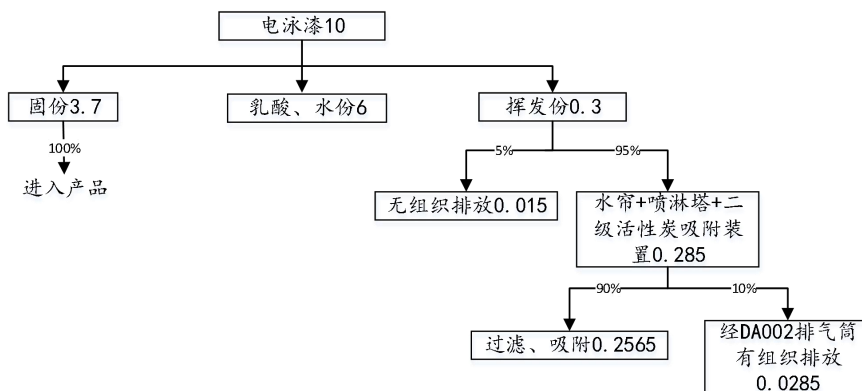 电泳漆10
固份3.7
乳酸、水份6
挥发份0.3
100%
5%
95%
进入产品
无组织排放0.015
水帘+喷淋塔+二
级活性炭吸附装
置0.285
90%
10%
过滤、吸附0.2565
经DA002排气筒
有组织排放
0.0285